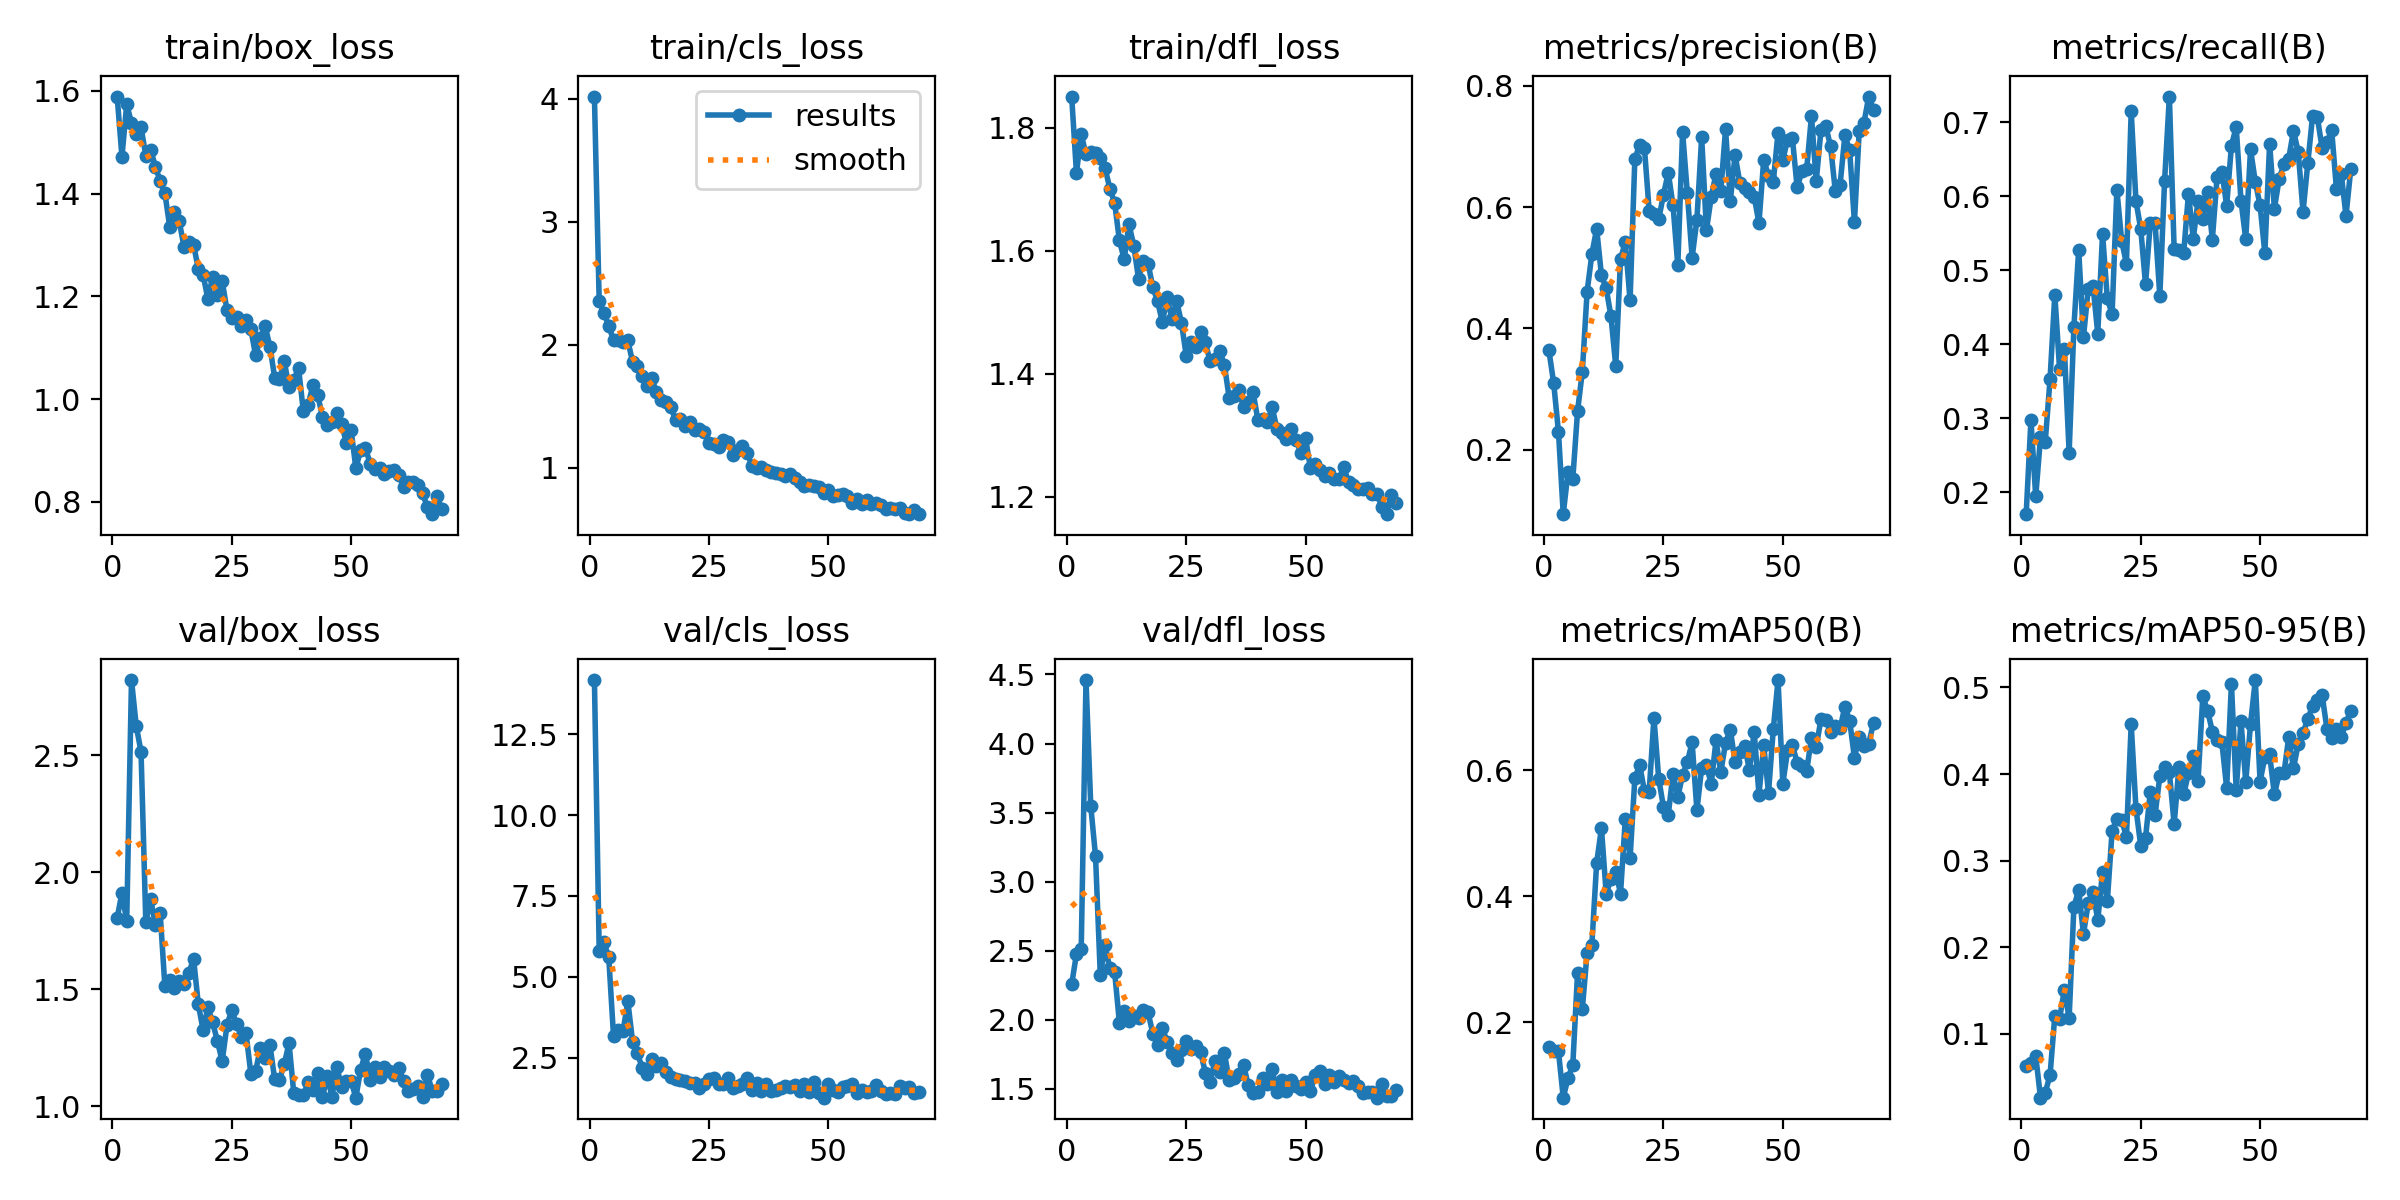 train/box_loss
1.6
1.4
1.2
1.0
0.8
0 25 50
train/cls_loss
results
smooth
4
3
2
1
0 25 50
train/dfl_loss
1.8
1.6
1.4
1.2
0 25 50
metrics/precision(B)
0.8
0.6
0.4
0.2
0 25 50
metrics/recall(B)
0.7
0.6
0.5
0.4
0.3
0.2
0 25 50
val/box_loss
2.5
2.0
1.5
1.0
0 25 50
val/cls_loss
12.5
10.0
7.5
5.0
2.5
0 25 50
val/dfl_loss
4.5
4.0
3.5
3.0
2.5
2.0
1.5
0 25 50
metrics/mAP50(B)
0.6
0.4
0.2
0 25 50
metrics/mAP50-95(B)
0.5
0.4
0.3
0.2
0.1
0 25 50